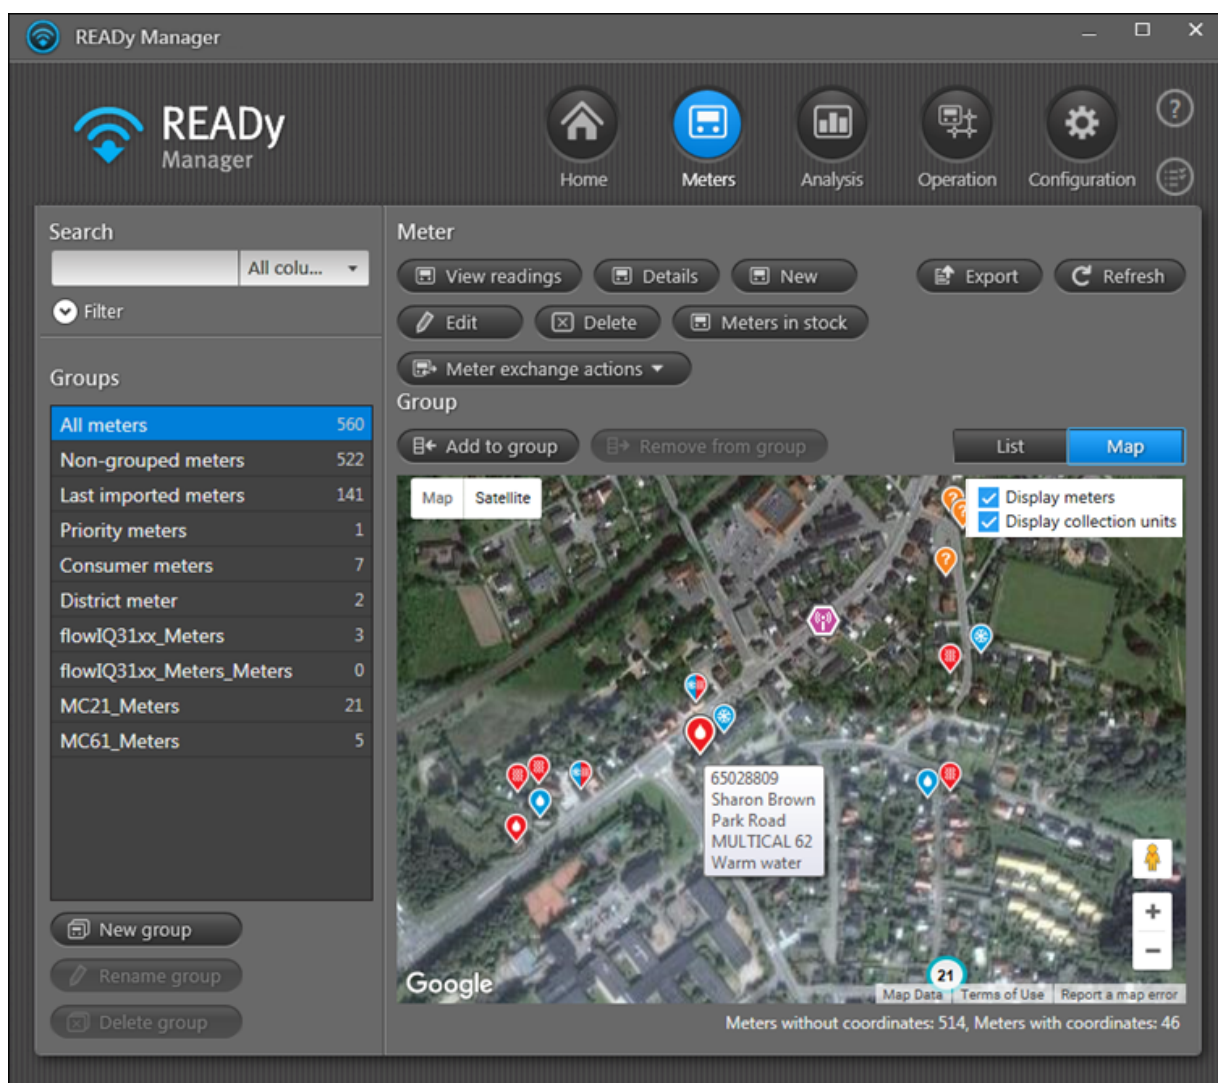 READy Manager
READy
Manager
Home
Meters
Analysis
Operation
Configuration
?
Search
All colu...
Filter
Groups
All meters 560
Non-grouped meters 522
Last imported meters 141
Priority meters 1
Consumer meters 7
District meter 2
flowIQ31xx_Meters 3
flowIQ31xx_Meters_Meters 0
MC21_Meters 21
MC61_Meters 5
New group
Rename group
Delete group
Meter
View readings
Details
New
Export
Refresh
Edit
Delete
Meters in stock
Meter exchange actions
Group
Add to group
Remove from group
List
Map
Map
Satellite
Display meters
Display collection units
?
?
?
65028809
Sharon Brown
Park Road
MULTICAL 62
Warm water
+
−
21
Google
Map Data
Terms of Use
Report a map error
Meters without coordinates: 514, Meters with coordinates: 46